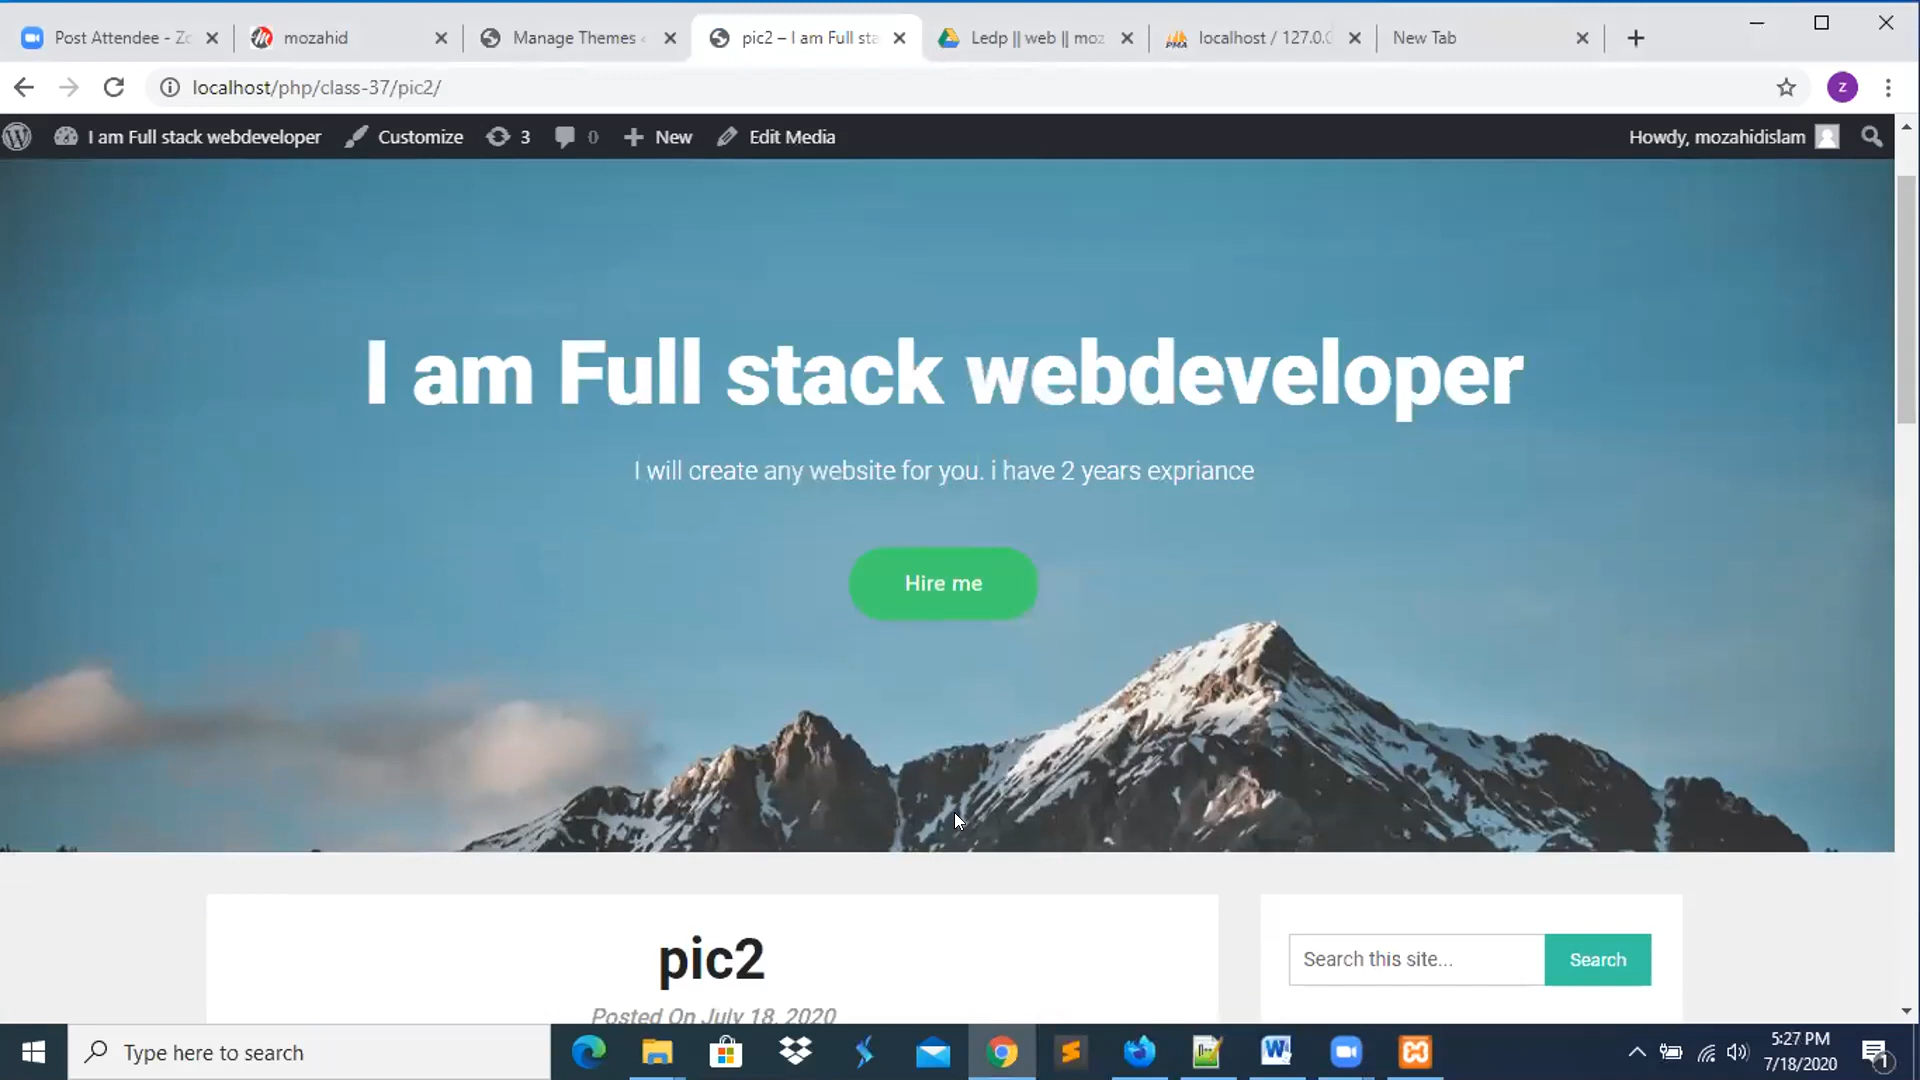 Post Attendee - Zo
mozahid
Manage Themes
pic2 – I am Full sta
Ledp || web || moz
localhost / 127.0.0
New Tab
localhost/php/class-37/pic2/
z
I am Full stack webdeveloper
Customize
3
0
New
Edit Media
Howdy, mozahidislam
I am Full stack webdeveloper
I will create any website for you. i have 2 years expriance
Hire me
pic2
Posted On July 18, 2020
Search this site...
Search
Type here to search
5:27 PM
7/18/2020
1